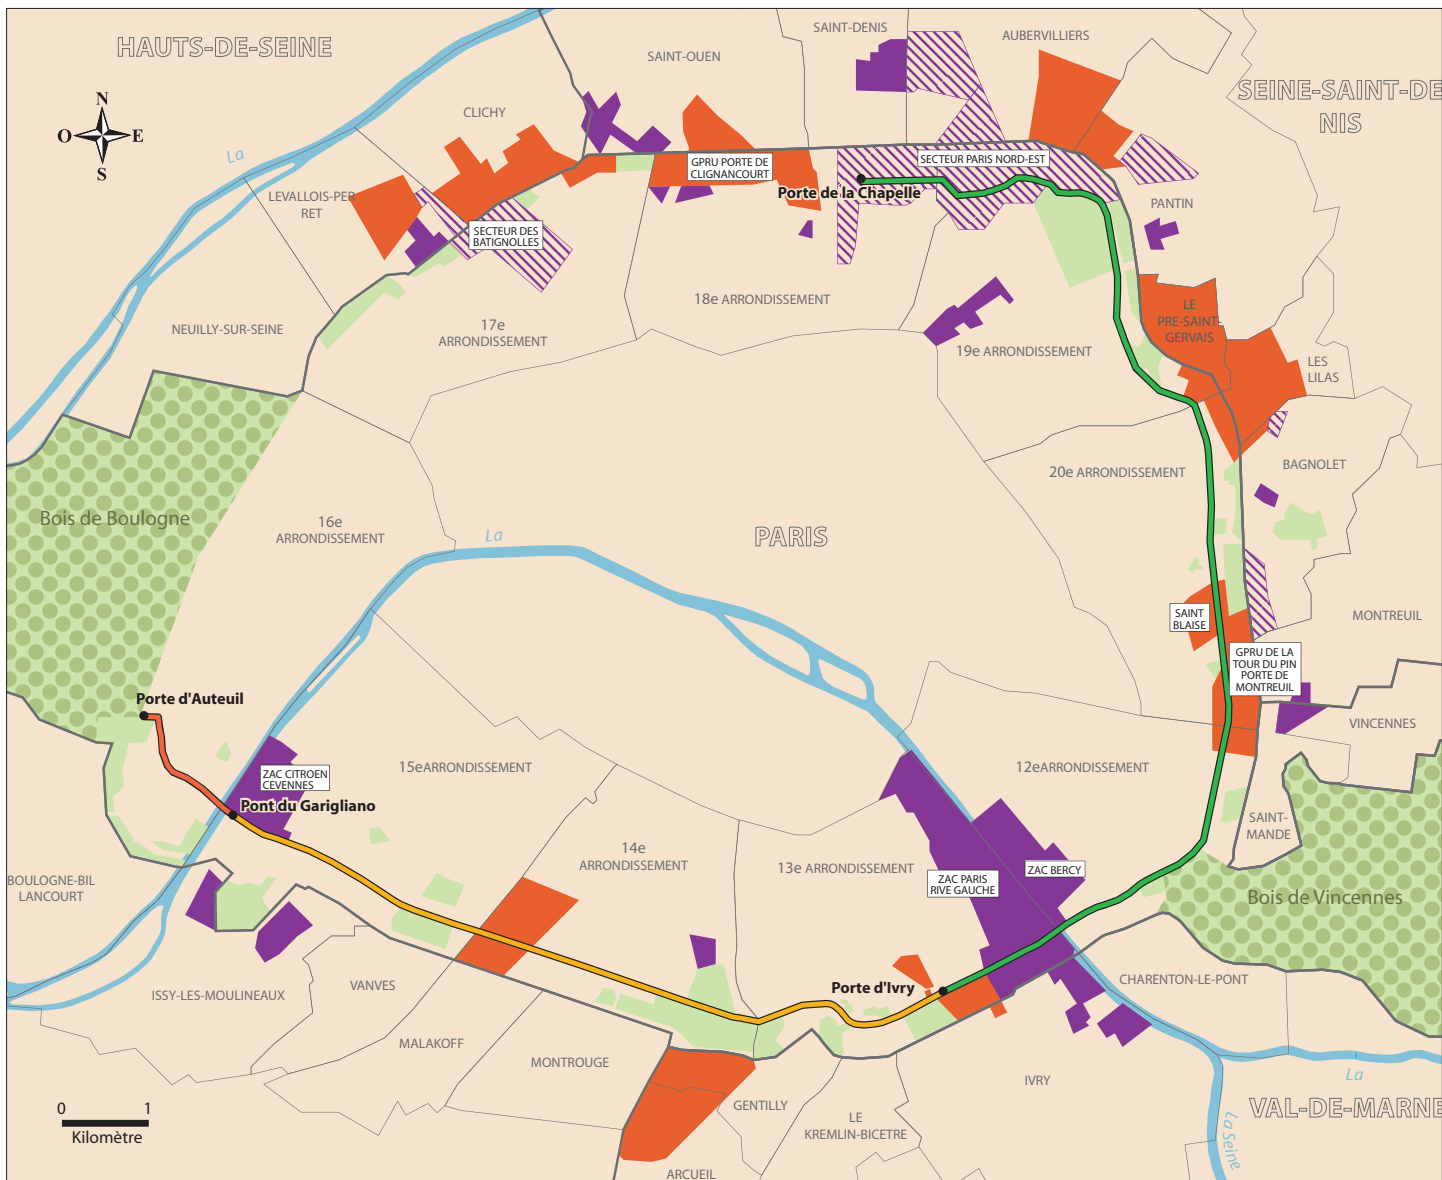 SAINT-DENIS
AUBERVILLIERS
HAUTS-DE-SEINE
SAINT-OUEN
SEINE-SAINT-DE
NIS
N
O
E
S
CLICHY
La
GPRU PORTE DE
CLIGNANCOURT
SECTEUR PARIS NORD-EST
Porte de la Chapelle
LEVALLOIS-PER
RET
PANTIN
SECTEUR DES
BATIGNOLLES
18e ARRONDISSEMENT
NEUILLY-SUR-SEINE
17e
ARRONDISSEMENT
19e ARRONDISSEMENT
LE
PRE-SAINT-
GERVAIS
LES
LILAS
20e ARRONDISSEMENT
BAGNOLET
Bois de Boulogne
16e
ARRONDISSEMENT
La
PARIS
SAINT
BLAISE
MONTREUIL
GPRU DE LA
TOUR DU PIN
PORTE DE
MONTREUIL
Porte d'Auteuil
VINCENNES
ZAC CITROEN
CEVENNES
15e ARRONDISSEMENT
12e ARRONDISSEMENT
Pont du Garigliano
SAINT-
MANDE
14e
ARRONDISSEMENT
13e ARRONDISSEMENT
ZAC PARIS
RIVE GAUCHE
ZAC BERCY
BOULOGNE-BIL
LANCOURT
Bois de Vincennes
ISSY-LES-MOULINEAUX
VANVES
Porte d'Ivry
CHARENTON-LE-PONT
MALAKOFF
MONTROUGE
IVRY
La
0
1
Kilomètre
GENTILLY
LE
KREMLIN-BICETRE
VAL-DE-MARNE
La Seine
ARCUEIL